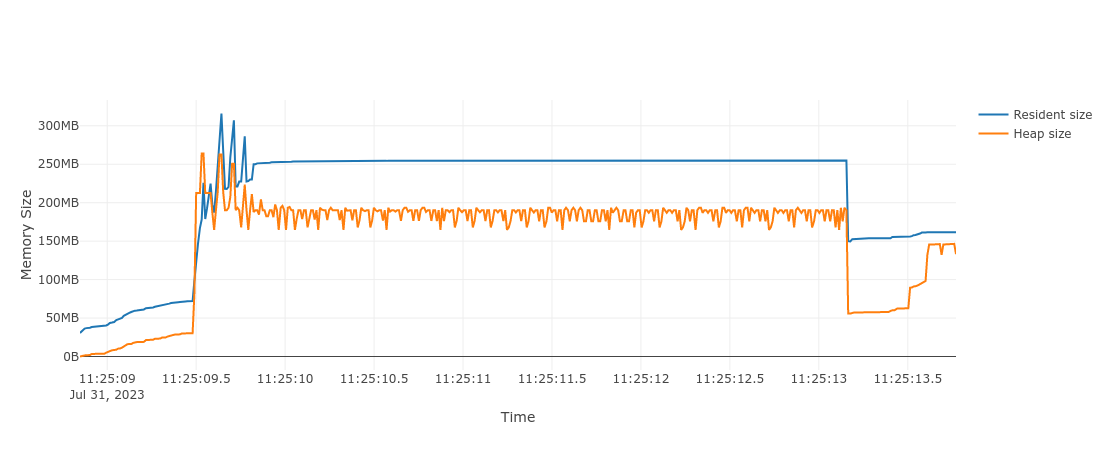 Resident size
Heap size
300MB
250MB
200MB
150MB
100MB
50MB
0B
Memory Size
11:25:09
Jul 31, 2023
11:25:09.5
11:25:10
11:25:10.5
11:25:11
11:25:11.5
11:25:12
11:25:12.5
11:25:13
11:25:13.5
Time